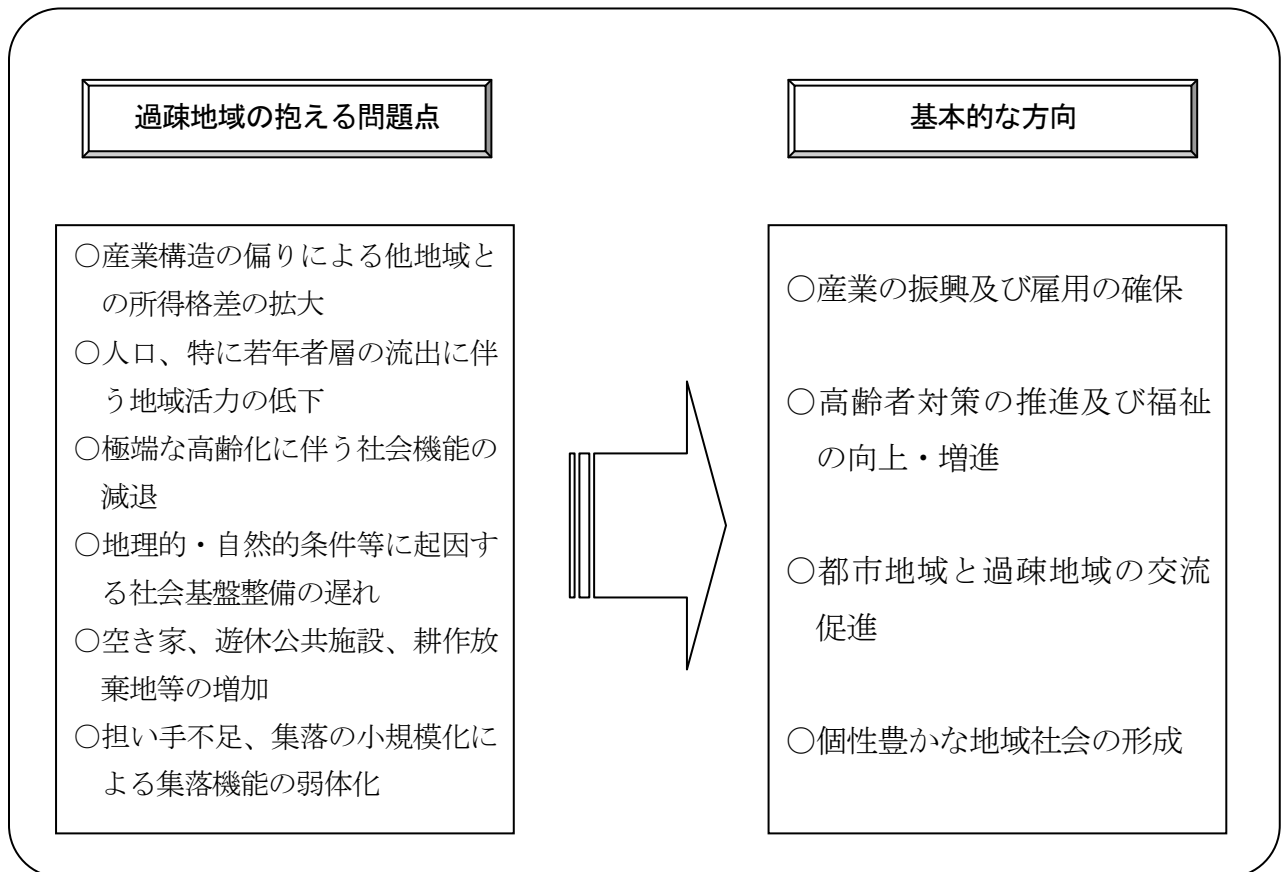 過疎地域の抱える問題点
○産業構造の偏りによる他地域と
の所得格差の拡大
○人口、特に若年者層の流出に伴
う地域活力の低下
○極端な高齢化に伴う社会機能の
減退
○地理的・自然的条件等に起因す
る社会基盤整備の遅れ
○空き家、遊休公共施設、耕作放
棄地等の増加
○担い手不足、集落の小規模化に
よる集落機能の弱体化
基本的な方向
○産業の振興及び雇用の確保
○高齢者対策の推進及び福祉
の向上・増進
○都市地域と過疎地域の交流
促進
○個性豊かな地域社会の形成